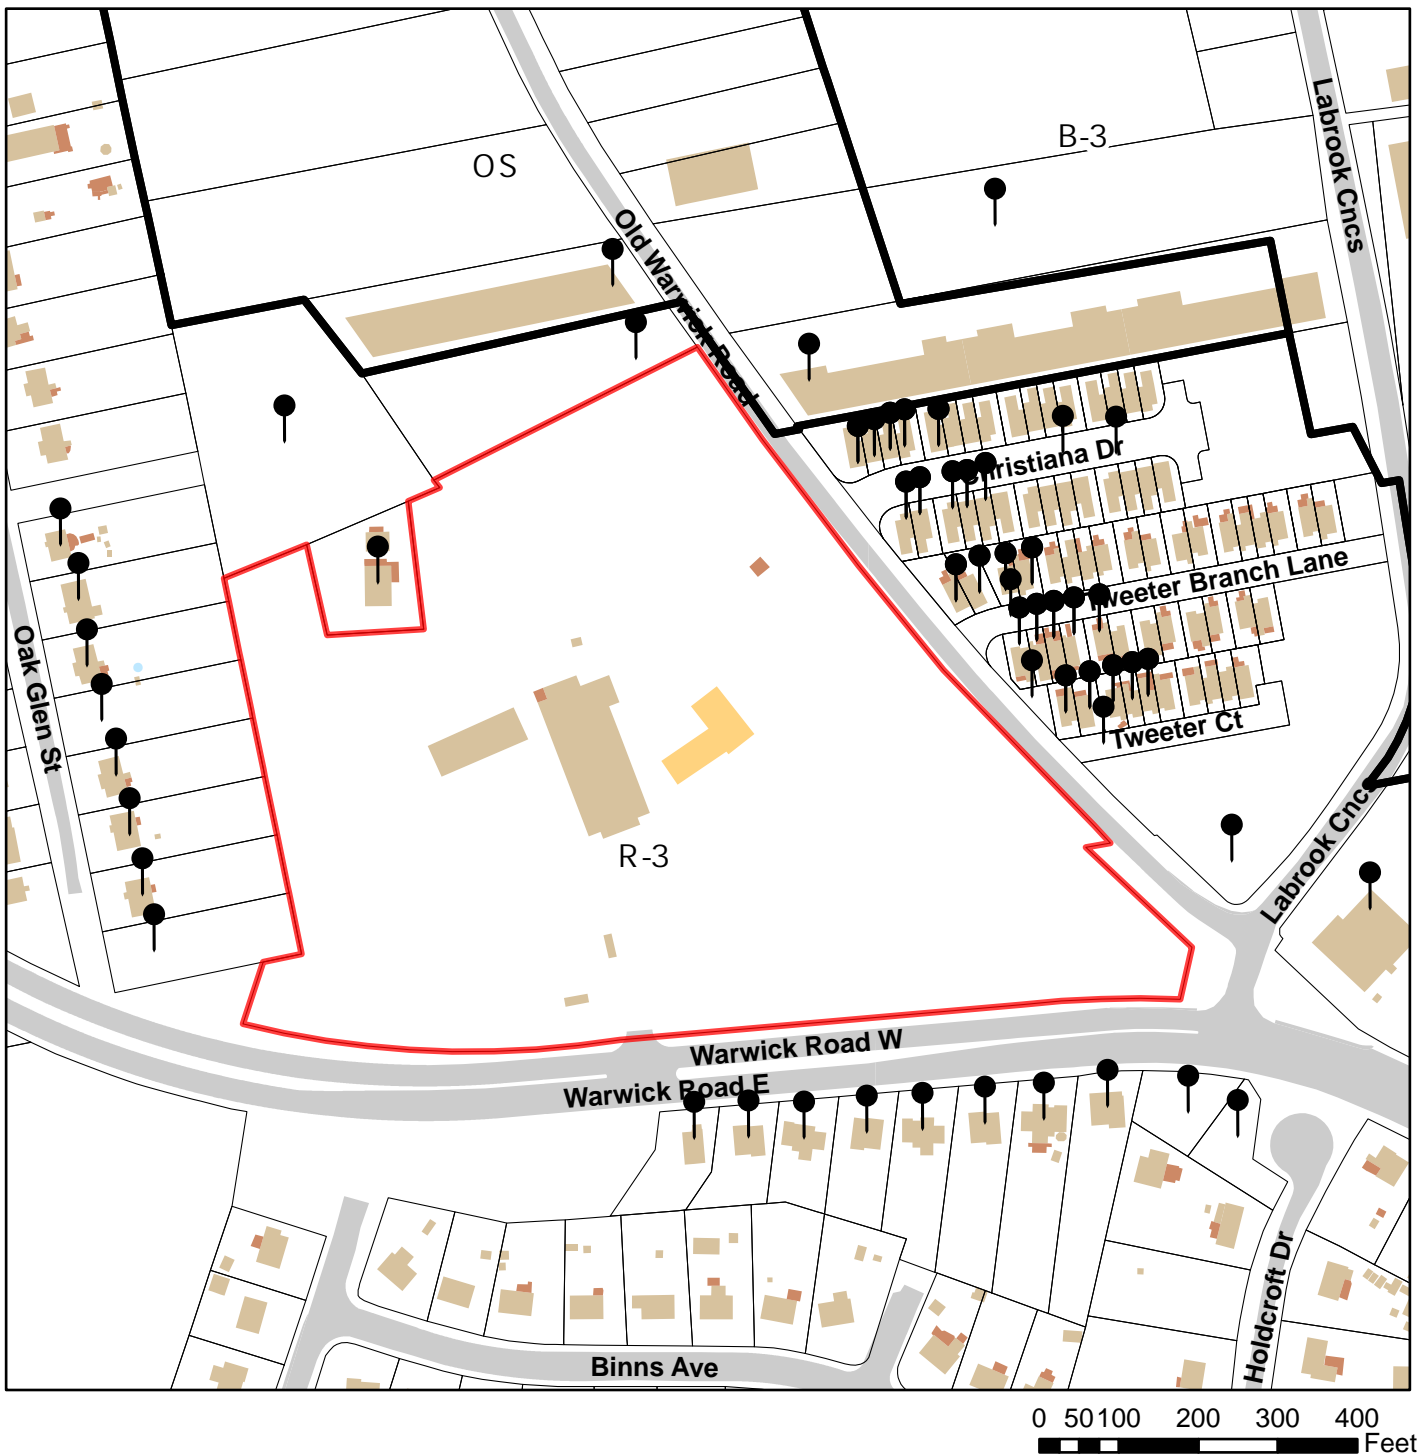 B-3
OS
Labrook Cncs
Old Warwick Road
Christiana Dr
Tweeter Branch Lane
Oak Glen St
Tweeter Ct
R-3
Labrook Cncs
Warwick Road W
Warwick Road E
Holdcroft Dr
Binns Ave
0 50 100 200 300 400
Feet